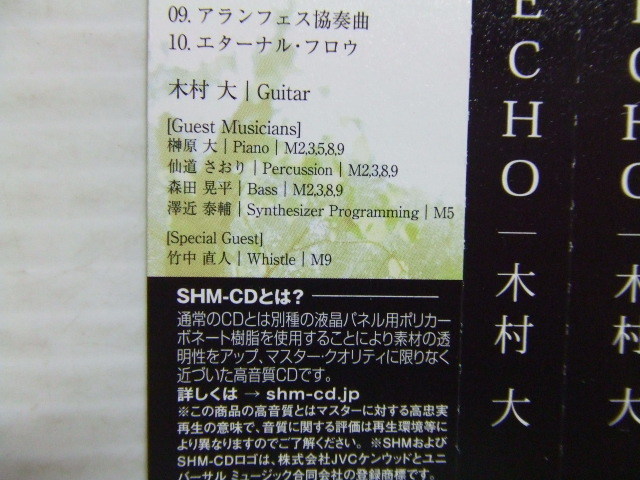 09. アランフェス協奏曲
10. エターナル・フロウ
木村 大 | Guitar
[Guest Musicians]
榊原 大 | Piano | M2,3,5,8,9
仙道 さおり | Percussion | M2,3,8,9
森田 晃平 | Bass | M2,3,8,9
澤近 泰輔 | Synthesizer Programming | M5
[Special Guest]
竹中 直人 | Whistle | M9
SHM-CDとは?
通常のCDとは別種の液晶パネル用ポリカー
ボネート樹脂を使用することにより素材の透
明性をアップ、マスター・クオリティに限りなく
近づいた高音質CDです。
詳しくは → shm-cd.jp
※この商品の高音質とはマスターに対する高忠実
再生の意味で、音質に関する評価は再生環境等に
より異なりますのでご了解ください。 ※SHMおよび
SHM-CDロゴは、株式会社JVCケンウッドとユニ
バーサル ミュージック合同会社の登録商標です。
ECHO — 木村 大
CHO — 木村 大